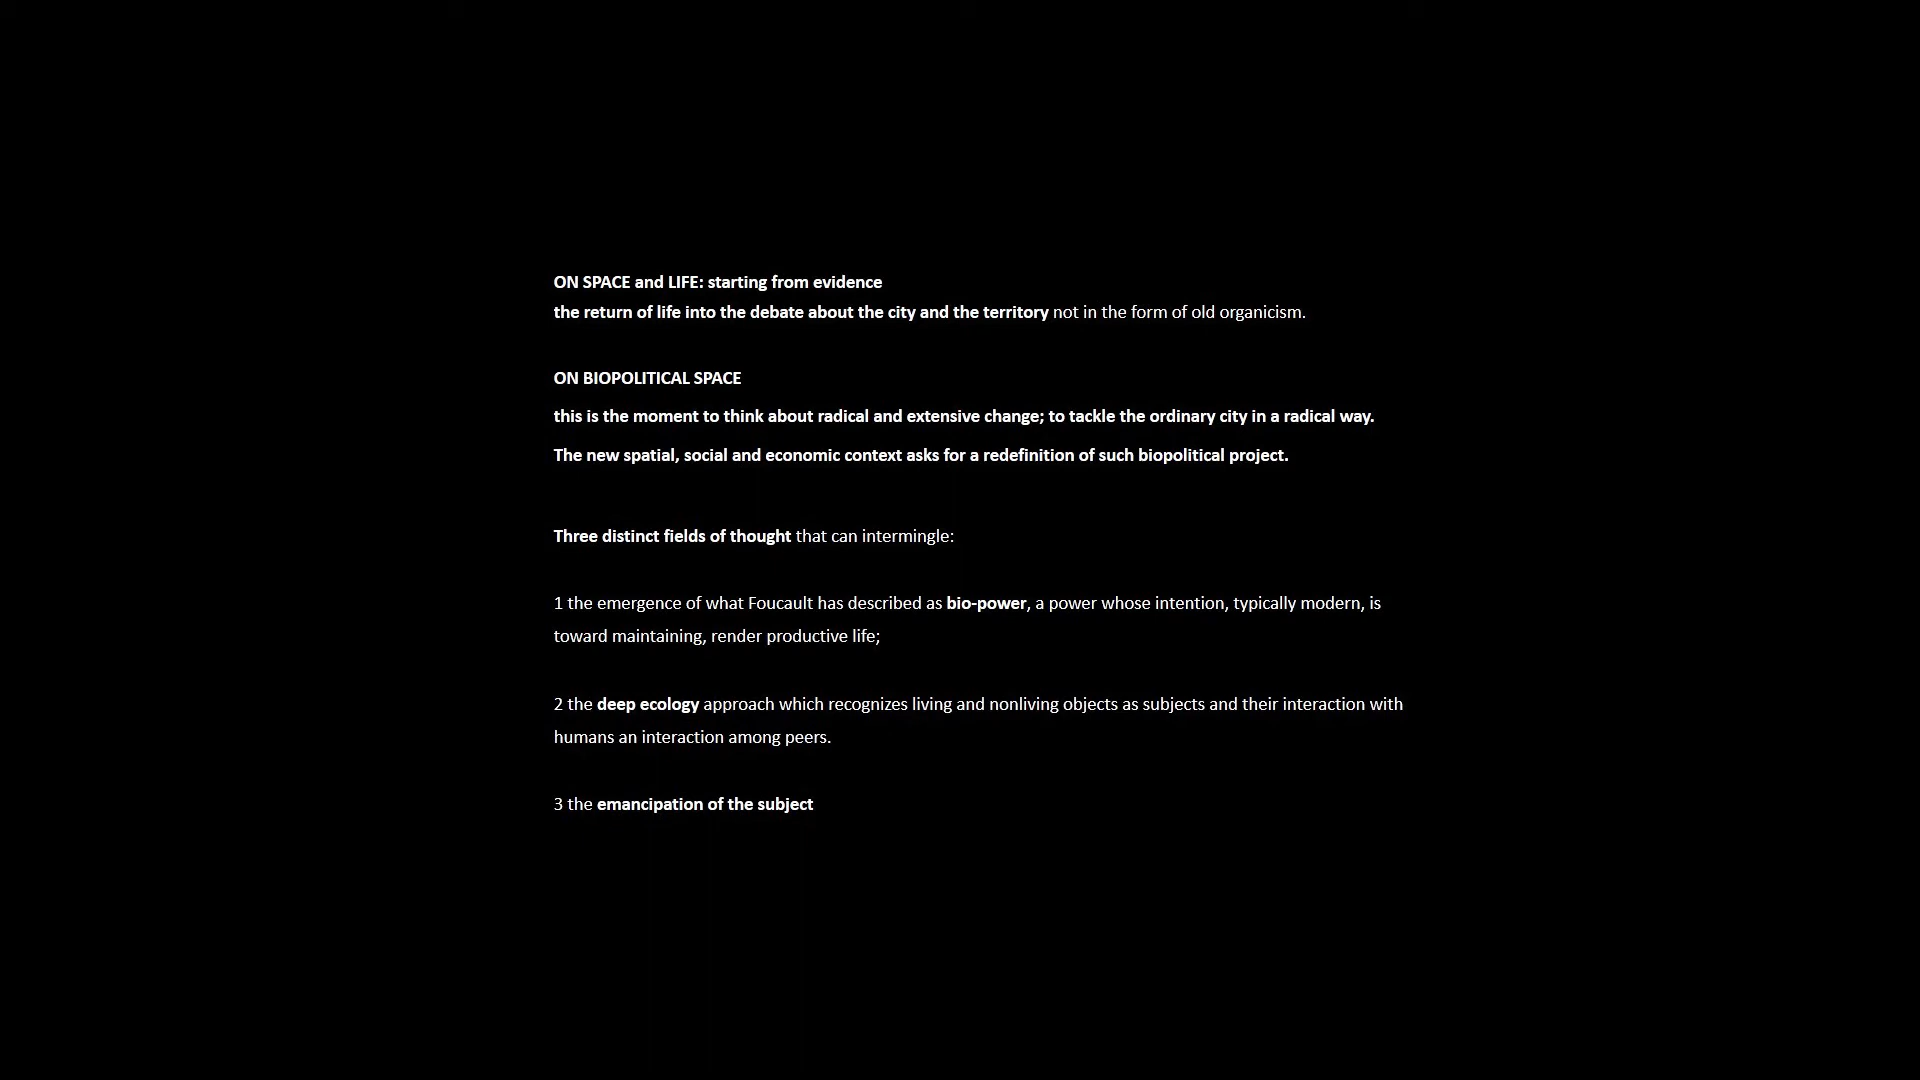 ON SPACE and LIFE: starting from evidence
the return of life into the debate about the city and the territory not in the form of old organicism.
ON BIOPOLITICAL SPACE
this is the moment to think about radical and extensive change; to tackle the ordinary city in a radical way.
The new spatial, social and economic context asks for a redefinition of such biopolitical project.
Three distinct fields of thought that can intermingle:
1 the emergence of what Foucault has described as bio-power, a power whose intention, typically modern, is
toward maintaining, render productive life;
2 the deep ecology approach which recognizes living and nonliving objects as subjects and their interaction with
humans an interaction among peers.
3 the emancipation of the subject